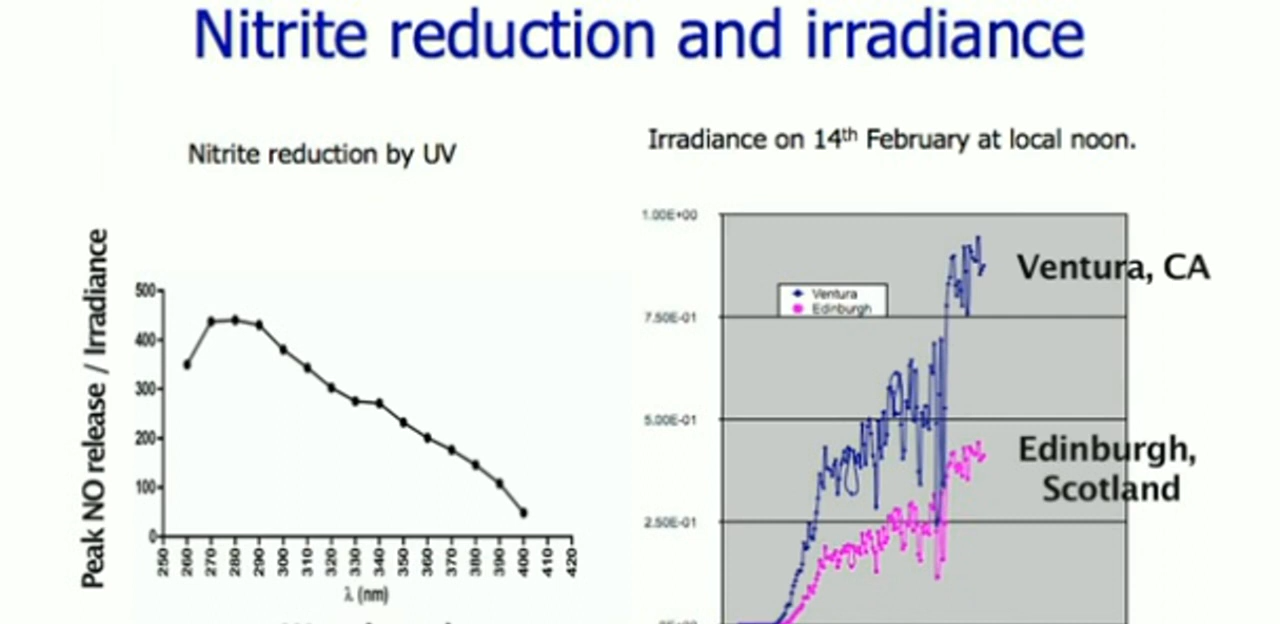 Nitrite reduction and irradiance
Nitrite reduction by UV
Peak NO release / Irradiance
500
400
300
200
100
0
250 260 270 280 290 300 310 320 330 340 350 360 370 380 390 400 410 420
λ (nm)
Irradiance on 14th February at local noon.
1.00E+00
7.50E-01
5.00E-01
2.50E-01
Ventura
Edinburgh
Ventura, CA
Edinburgh,
Scotland